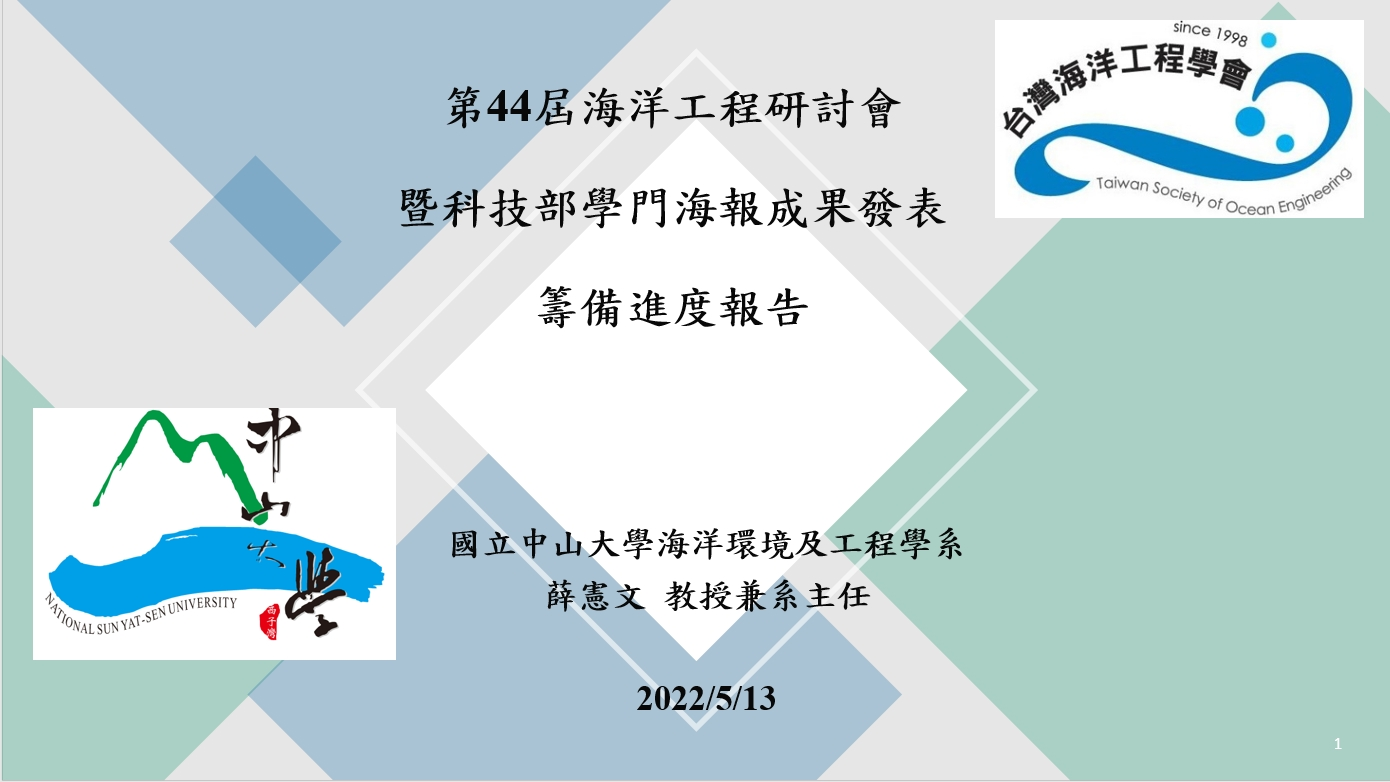 since 1998
台灣海洋工程學會
Taiwan Society of Ocean Engineering
第44屆海洋工程研討會
暨科技部學門海報成果發表
籌備進度報告
中山大學
西子灣
NATIONAL SUN YAT-SEN UNIVERSITY
國立中山大學海洋環境及工程學系
薛憲文 教授兼系主任
2022/5/13
1